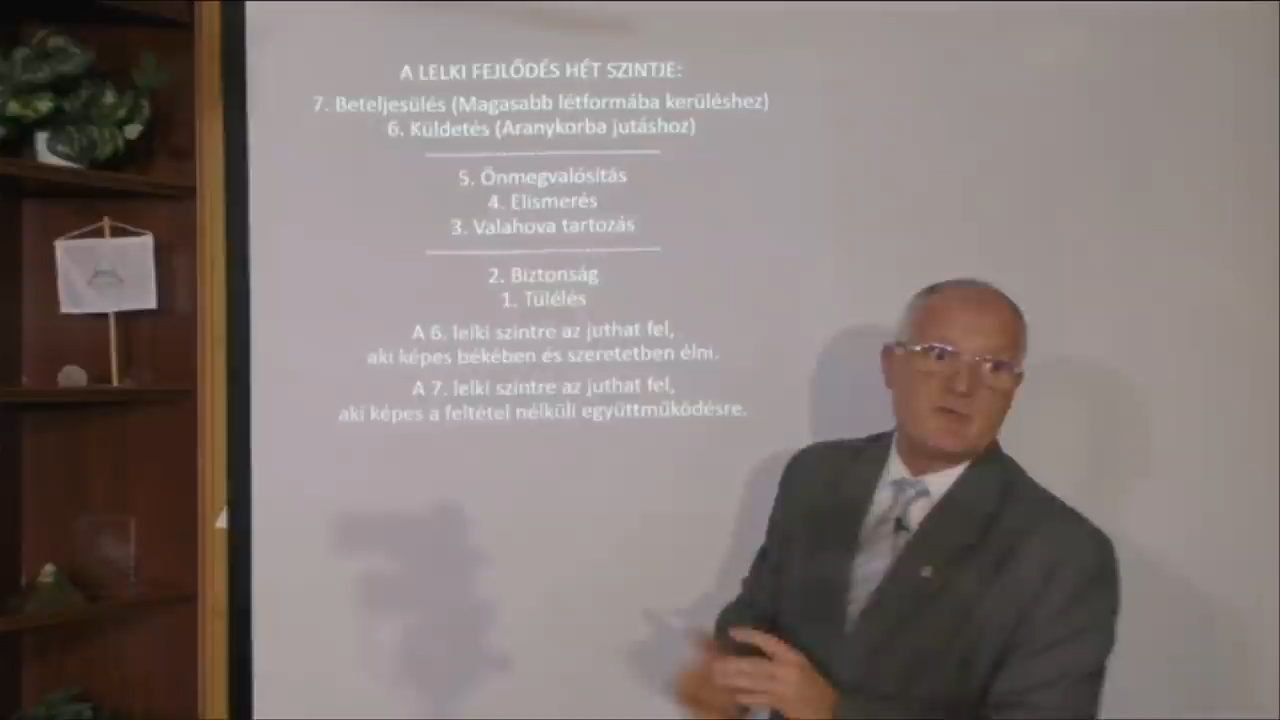 A LELKI FEJLŐDÉS HÉT SZINTJE:
7. Beteljesülés (Magasabb létformába kerüléshez)
6. Küldetés (Aranykorba jutáshoz)
5. Önmegvalósítás
4. Elismerés
3. Valahova tartozás
2. Biztonság
1. Túlélés
A 6. lelki szintre az juthat fel,
aki képes békében és szeretetben élni.
A 7. lelki szintre az juthat fel,
aki képes a feltétel nélküli együttműködésre.